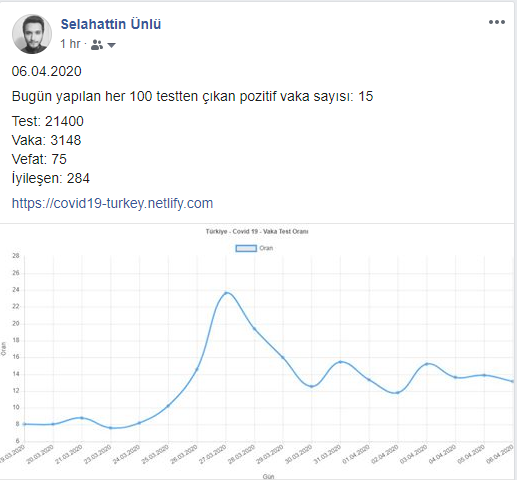 Selahattin Ünlü
1 hr ·
06.04.2020
Bugün yapılan her 100 testten çıkan pozitif vaka sayısı: 15
Test: 21400
Vaka: 3148
Vefat: 75
İyileşen: 284
https://covid19-turkey.netlify.com
Türkiye - Covid 19 - Vaka Test Oranı
Oran
28
26
24
22
20
18
16
14
12
10
8
6
Oran
19.03.2020
20.03.2020
21.03.2020
23.03.2020
24.03.2020
25.03.2020
26.03.2020
27.03.2020
28.03.2020
29.03.2020
30.03.2020
31.03.2020
01.04.2020
02.04.2020
03.04.2020
04.04.2020
05.04.2020
06.04.2020
Gün